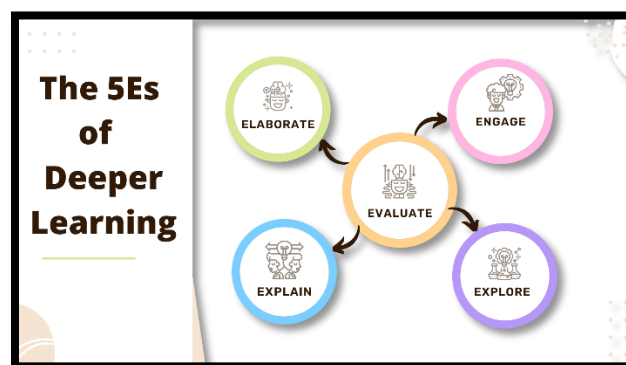 The 5Es
of
Deeper
Learning
ELABORATE
ENGAGE
EVALUATE
EXPLAIN
EXPLORE